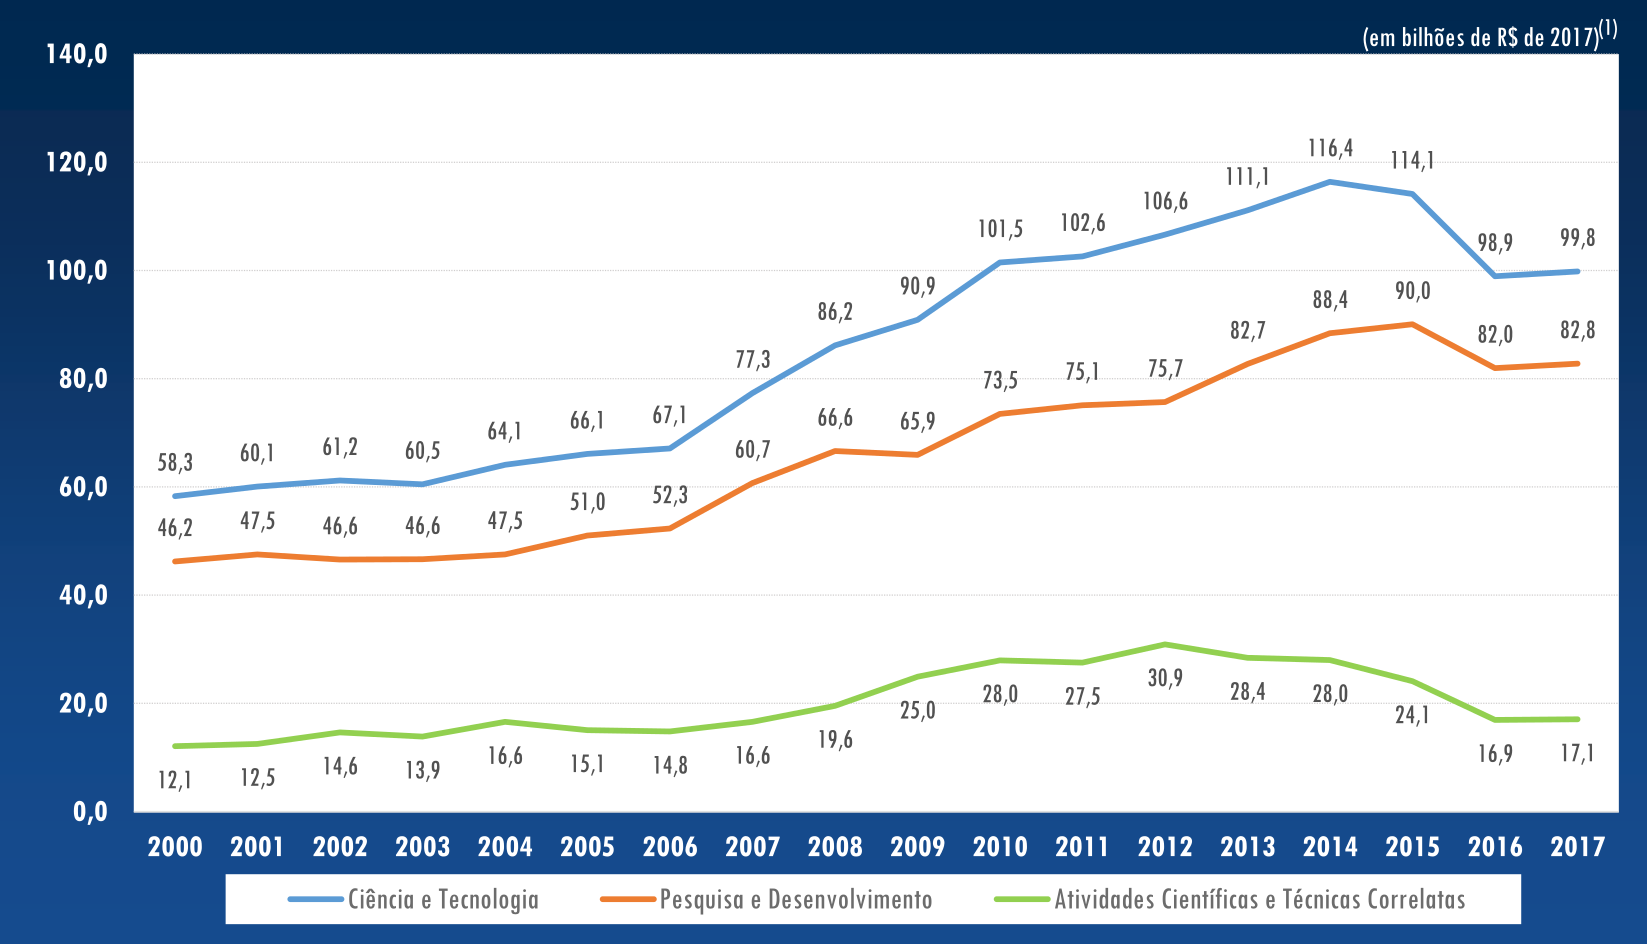 (em bilhões de R$ de 2017)(1)
140,0
120,0
100,0
80,0
60,0
40,0
20,0
0,0
58,3 60,1 61,2 60,5 64,1 66,1 67,1 77,3 86,2 90,9 101,5 102,6 106,6 111,1 116,4 114,1 98,9 99,8
46,2 47,5 46,6 46,6 47,5 51,0 52,3 60,7 66,6 65,9 73,5 75,1 75,7 82,7 88,4 90,0 82,0 82,8
12,1 12,5 14,6 13,9 16,6 15,1 14,8 16,6 19,6 25,0 28,0 27,5 30,9 28,4 28,0 24,1 16,9 17,1
2000 2001 2002 2003 2004 2005 2006 2007 2008 2009 2010 2011 2012 2013 2014 2015 2016 2017
Ciência e Tecnologia Pesquisa e Desenvolvimento Atividades Científicas e Técnicas Correlatas